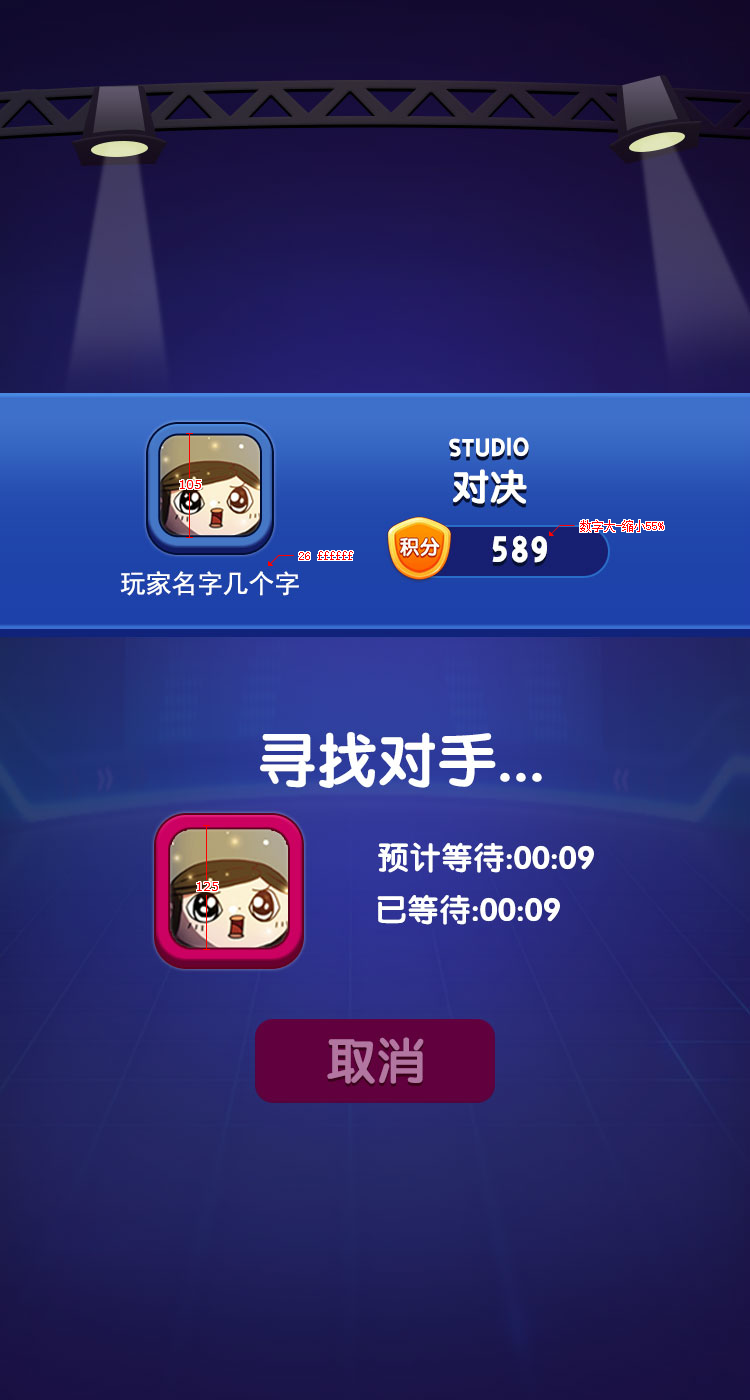 STUDIO
对决
105
数字大一缩小55%
积分
589
26 ££££££
玩家名字几个字
寻找对手...
预计等待:00:09
125
已等待:00:09
取消